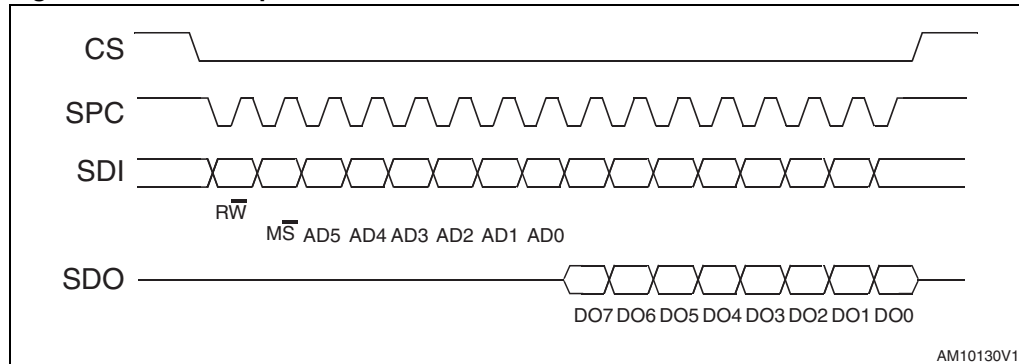 CS
SPC
SDI
RW̅
MS̅ AD5 AD4 AD3 AD2 AD1 AD0
SDO
DO7 DO6 DO5 DO4 DO3 DO2 DO1 DO0
AM10130V1